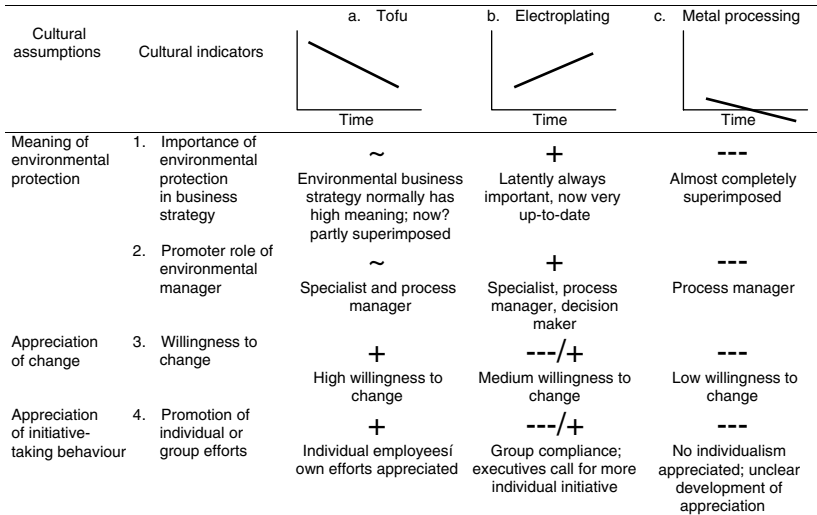 Cultural assumptions
Cultural indicators
a. Tofu
Time
b. Electroplating
Time
c. Metal processing
Time
Meaning of
environmental
protection
1. Importance of
environmental
protection
in business
strategy
~
Environmental business
strategy normally has
high meaning; now?
partly superimposed
+
Latently always
important, now very
up-to-date
---
Almost completely
superimposed
2. Promoter role of
environmental
manager
~
Specialist and process
manager
+
Specialist, process
manager, decision
maker
---
Process manager
Appreciation
of change
3. Willingness to
change
+
High willingness to
change
---/+
Medium willingness to
change
---
Low willingness to
change
Appreciation
of initiative-
taking behaviour
4. Promotion of
individual or
group efforts
+
Individual employeesí
own efforts appreciated
---/+
Group compliance;
executives call for more
individual initiative
---
No individualism
appreciated; unclear
development of
appreciation